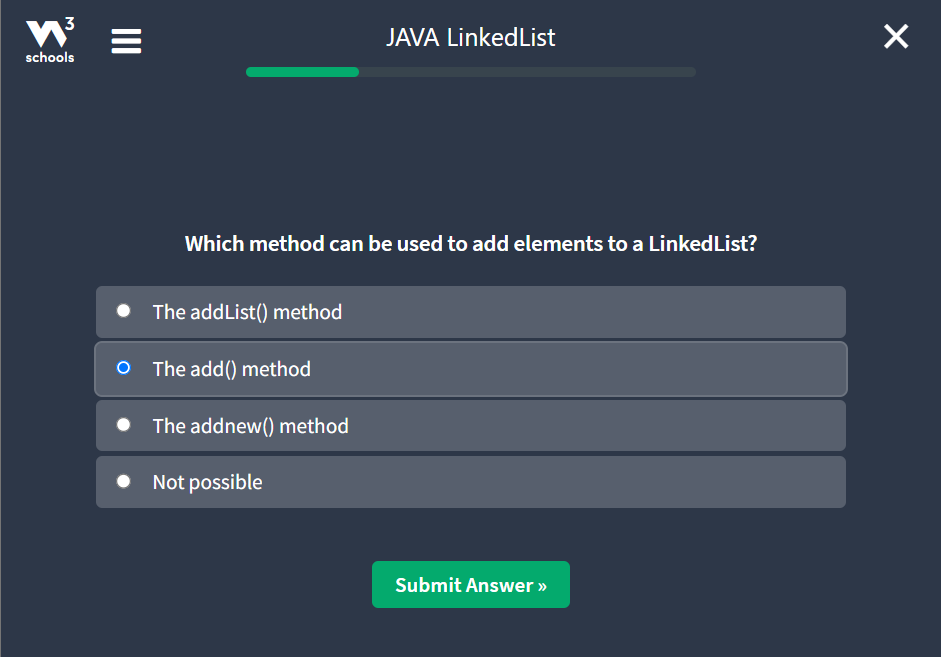 3
schools
JAVA LinkedList
Which method can be used to add elements to a LinkedList?
The addList() method
The add() method
The addnew() method
Not possible
Submit Answer »